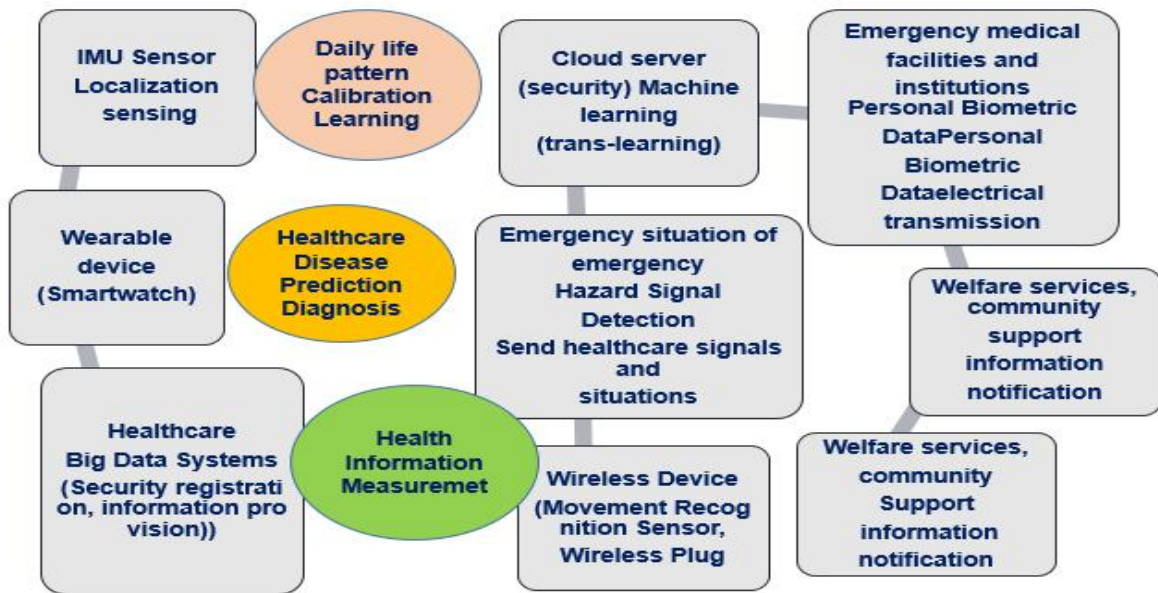 IMU Sensor
Localization
sensing
Daily life
pattern
Calibration
Learning
Cloud server
(security) Machine
learning
(trans-learning)
Emergency medical
facilities and
institutions
Personal Biometric
DataPersonal
Biometric
Dataelectrical
transmission
Wearable
device
(Smartwatch)
Healthcare
Disease
Prediction
Diagnosis
Emergency situation of
emergency
Hazard Signal
Detection
Send healthcare signals
and
situations
Welfare services,
community
support
information
notification
Healthcare
Big Data Systems
(Security registrati
on, information pro
vision))
Health
Information
Measuremet
Wireless Device
(Movement Recog
nition Sensor,
Wireless Plug
Welfare services,
community
Support
information
notification